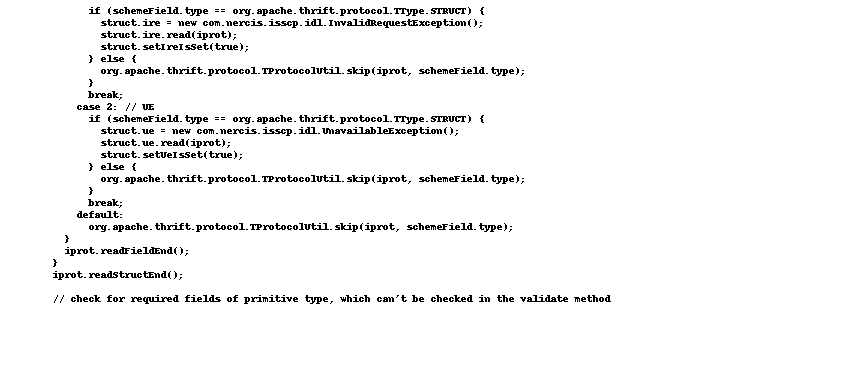 if (schemeField.type == org.apache.thrift.protocol.TType.STRUCT) {
struct.ire = new com.nercis.isscp.idl.InvalidRequestException();
struct.ire.read(iprot);
struct.setIreIsSet(true);
} else {
org.apache.thrift.protocol.TProtocolUtil.skip(iprot, schemeField.type);
}
break;
case 2: // UE
if (schemeField.type == org.apache.thrift.protocol.TType.STRUCT) {
struct.ue = new com.nercis.isscp.idl.UnavailableException();
struct.ue.read(iprot);
struct.setUeIsSet(true);
} else {
org.apache.thrift.protocol.TProtocolUtil.skip(iprot, schemeField.type);
}
break;
default:
org.apache.thrift.protocol.TProtocolUtil.skip(iprot, schemeField.type);
}
iprot.readFieldEnd();
}
iprot.readStructEnd();
// check for required fields of primitive type, which can't be checked in the validate method